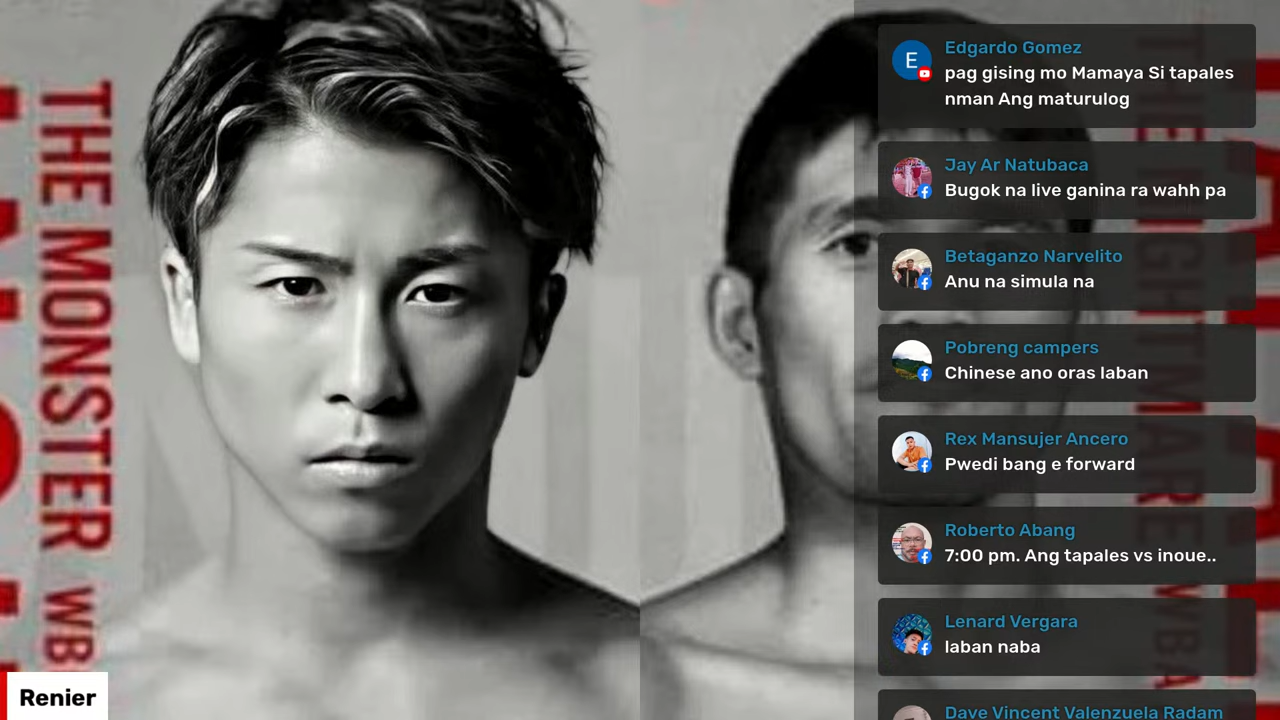 THE MONSTER WB
Renier
Edgardo Gomez
pag gising mo Mamaya Si tapales
nman Ang maturulog
Jay Ar Natubaca
Bugok na live ganina ra wahh pa
Betaganzo Narvelito
Anu na simula na
Pobreng campers
Chinese ano oras laban
Rex Mansujer Ancero
Pwedi bang e forward
Roberto Abang
7:00 pm. Ang tapales vs inoue..
Lenard Vergara
laban naba
Dave Vincent Valenzuela Radam